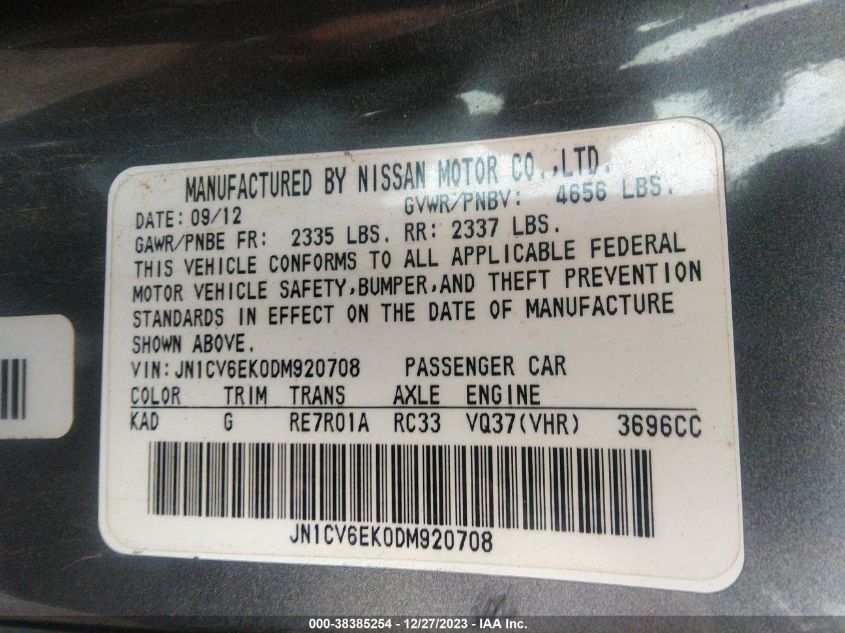 MANUFACTURED BY NISSAN MOTOR CO.,LTD.
DATE: 09/12 GVWR/PNBV: 4656 LBS.
GAWR/PNBE FR: 2335 LBS. RR: 2337 LBS.
THIS VEHICLE CONFORMS TO ALL APPLICABLE FEDERAL
MOTOR VEHICLE SAFETY,BUMPER,AND THEFT PREVENTION
STANDARDS IN EFFECT ON THE DATE OF MANUFACTURE
SHOWN ABOVE.
VIN: JN1CV6EK0DM920708 PASSENGER CAR
COLOR TRIM TRANS AXLE ENGINE
KAD G RE7R01A RC33 VQ37(VHR) 3696CC
JN1CV6EK0DM920708
000-38385254 - 12/27/2023 - IAA Inc.